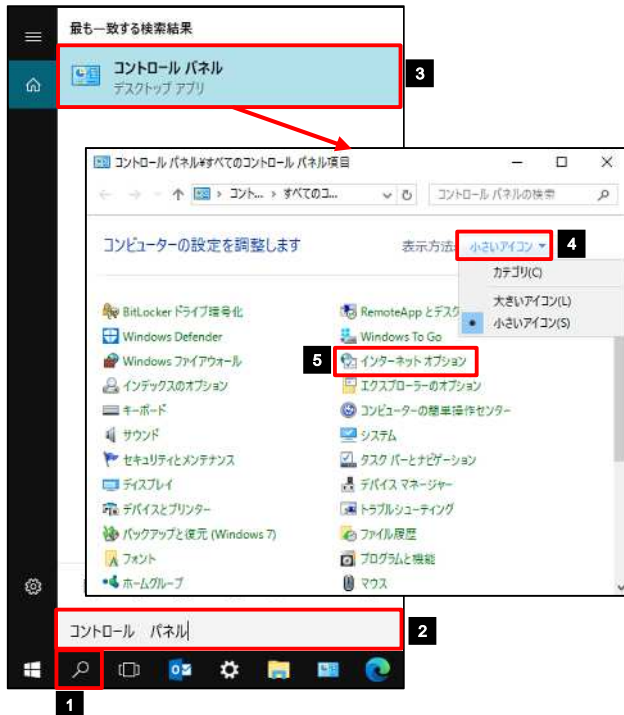 最も一致する検索結果
コントロール パネル
デスクトップ アプリ
3
コントロール パネル¥すべてのコントロール パネル項目
コント... › すべてのコ...
コントロール パネルの検索
コンピューターの設定を調整します
表示方法:
小さいアイコン
4
カテゴリ(C)
大きいアイコン(L)
小さいアイコン(S)
BitLocker ドライブ暗号化
RemoteApp とデスク
Windows Defender
Windows To Go
Windows ファイアウォール
5
インターネット オプション
インデックスのオプション
エクスプローラーのオプション
キーボード
コンピューターの簡単操作センター
サウンド
システム
セキュリティとメンテナンス
タスク バーとナビゲーション
ディスプレイ
デバイス マネージャー
デバイスとプリンター
トラブルシューティング
バックアップと復元 (Windows 7)
ファイル履歴
フォント
プログラムと機能
ホームグループ
マウス
コントロール　パネル
2
1